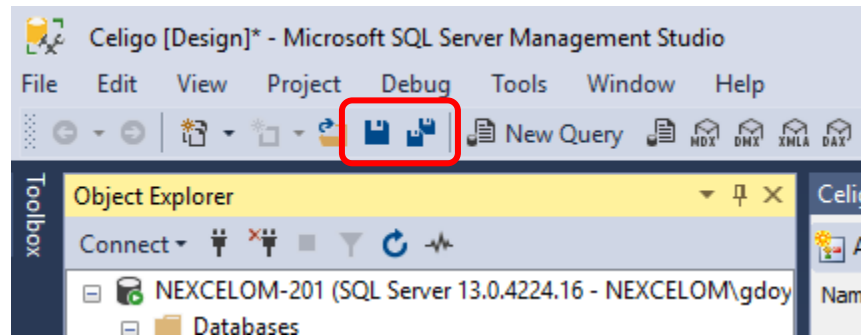 Celigo [Design]* - Microsoft SQL Server Management Studio
File Edit View Project Debug Tools Window Help
New Query MDX DMX XMLA DAX
Toolbox
Object Explorer
Celi
Connect
A
NEXCELOM-201 (SQL Server 13.0.4224.16 - NEXCELOM\gdoy
Nam
Databases